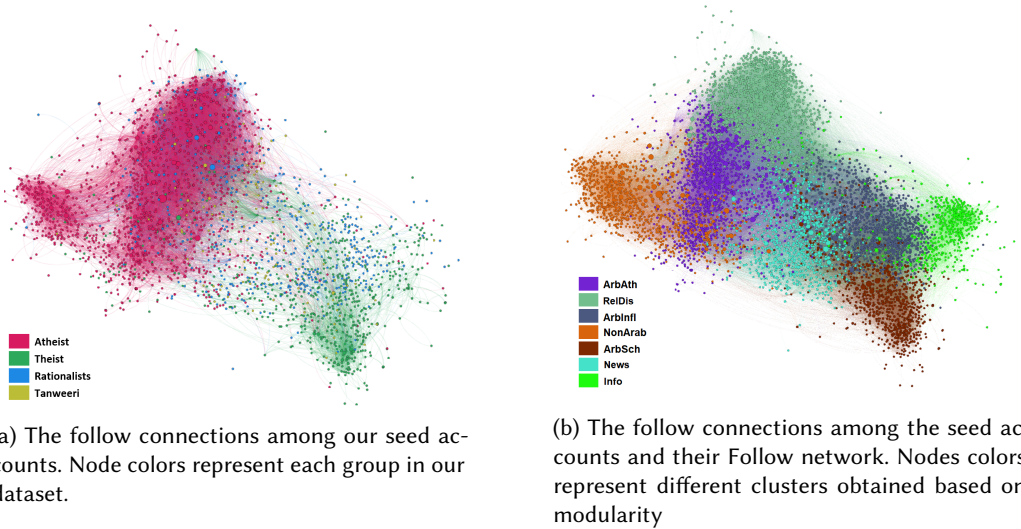 Atheist
Theist
Rationalists
Tanweeri
a) The follow connections among our seed ac-
counts. Node colors represent each group in our
dataset.
ArbAth
RelDis
ArbInfl
NonArab
ArbSch
News
Info
(b) The follow connections among the seed ac
counts and their Follow network. Nodes colors
represent different clusters obtained based on
modularity